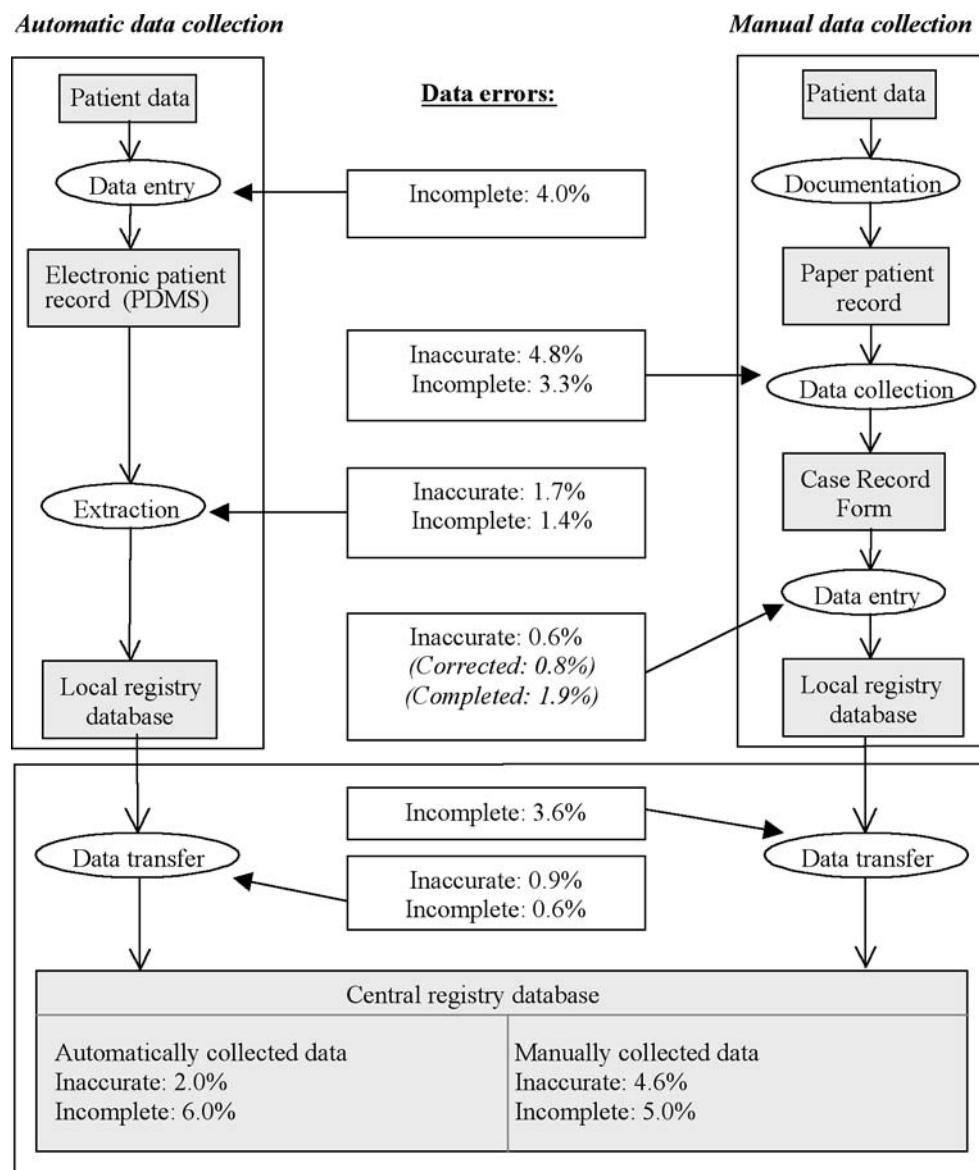 Automatic data collection
Manual data collection
Patient data
Data entry
Electronic patient
record (PDMS)
Extraction
Local registry
database
Data errors:
Incomplete: 4.0%
Inaccurate: 4.8%
Incomplete: 3.3%
Inaccurate: 1.7%
Incomplete: 1.4%
Inaccurate: 0.6%
(Corrected: 0.8%)
(Completed: 1.9%)
Patient data
Documentation
Paper patient
record
Data collection
Case Record
Form
Data entry
Local registry
database
Data transfer
Incomplete: 3.6%
Inaccurate: 0.9%
Incomplete: 0.6%
Data transfer
Central registry database
Automatically collected data
Inaccurate: 2.0%
Incomplete: 6.0%
Manually collected data
Inaccurate: 4.6%
Incomplete: 5.0%